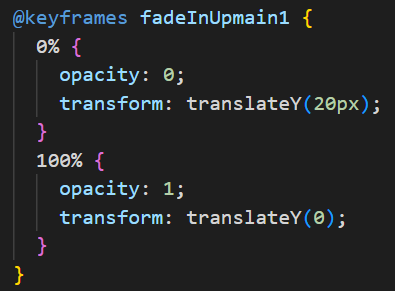 @keyframes fadeInUpmain1 {
  0% {
    opacity: 0;
    transform: translateY(20px);
  }
  100% {
    opacity: 1;
    transform: translateY(0);
  }
}